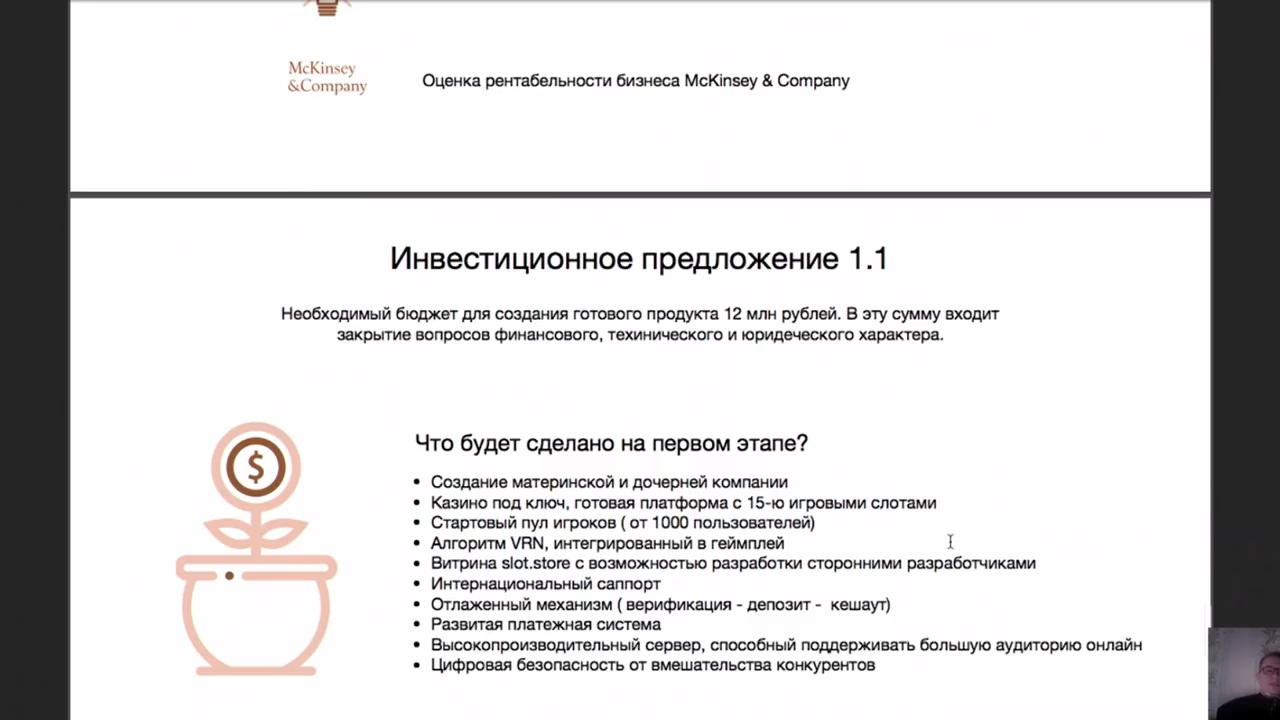 McKinsey
&Company
Оценка рентабельности бизнеса McKinsey & Company
Инвестиционное предложение 1.1
Необходимый бюджет для создания готового продукта 12 млн рублей. В эту сумму входит
закрытие вопросов финансового, техинического и юридеческого характера.
$
Что будет сделано на первом этапе?
• Создание материнской и дочерней компании
• Казино под ключ, готовая платформа с 15-ю игровыми слотами
• Стартовый пул игроков ( от 1000 пользователей)
• Алгоритм VRN, интегрированный в геймплей
• Витрина slot.store с возможностью разработки сторонними разработчиками
• Интернациональный саппорт
• Отлаженный механизм ( верификация - депозит - кешаут)
• Развитая платежная система
• Высокопроизводительный сервер, способный поддерживать большую аудиторию онлайн
• Цифровая безопасность от вмешательства конкурентов